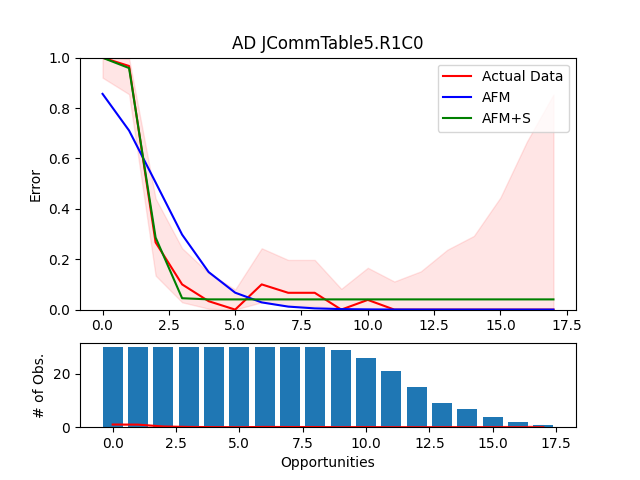 AD JCommTable5.R1C0
Actual Data
AFM
AFM+S
Error
1.0
0.8
0.6
0.4
0.2
0.0
0.0 2.5 5.0 7.5 10.0 12.5 15.0 17.5
# of Obs.
20
0
0.0 2.5 5.0 7.5 10.0 12.5 15.0 17.5
Opportunities